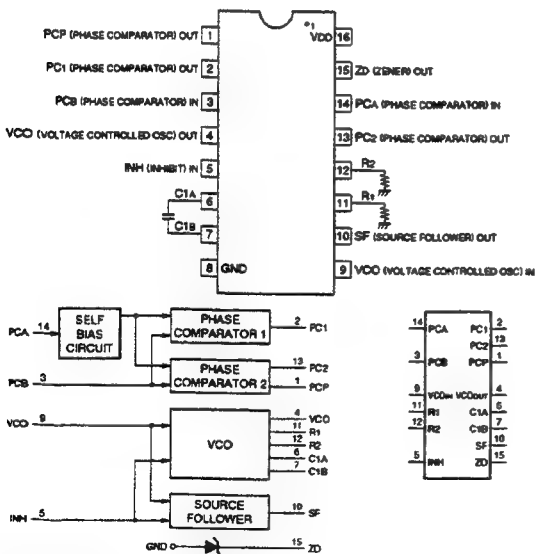 *1
PCP (PHASE COMPARATOR) OUT 1
VDD 16
PC1 (PHASE COMPARATOR) OUT 2
15 ZD (ZENER) OUT
PCB (PHASE COMPARATOR) IN 3
14 PCA (PHASE COMPARATOR) IN
VCO (VOLTAGE CONTROLLED OSC) OUT 4
13 PC2 (PHASE COMPARATOR) OUT
INH (INHIBIT) IN 5
12 R2
C1A 6
11 R1
C1B 7
10 SF (SOURCE FOLLOWER) OUT
8 GND
9 VCO (VOLTAGE CONTROLLED OSC) IN
PCA 14
SELF
BIAS
CIRCUIT
PHASE
COMPARATOR 1
2 PC1
PCB 3
PHASE
COMPARATOR 2
13 PC2
1 PCP
VCO 9
VCO
4 VCO
11 R1
12 R2
6 C1A
7 C1B
INH 5
SOURCE
FOLLOWER
10 SF
GND
15 ZD
14 PCA PC1 2
PC2 13
3 PCB PCP 1
9 VCOIN VCOOUT 4
11 R1 C1A 6
12 R2 C1B 7
SF 10
5 INH ZD 15